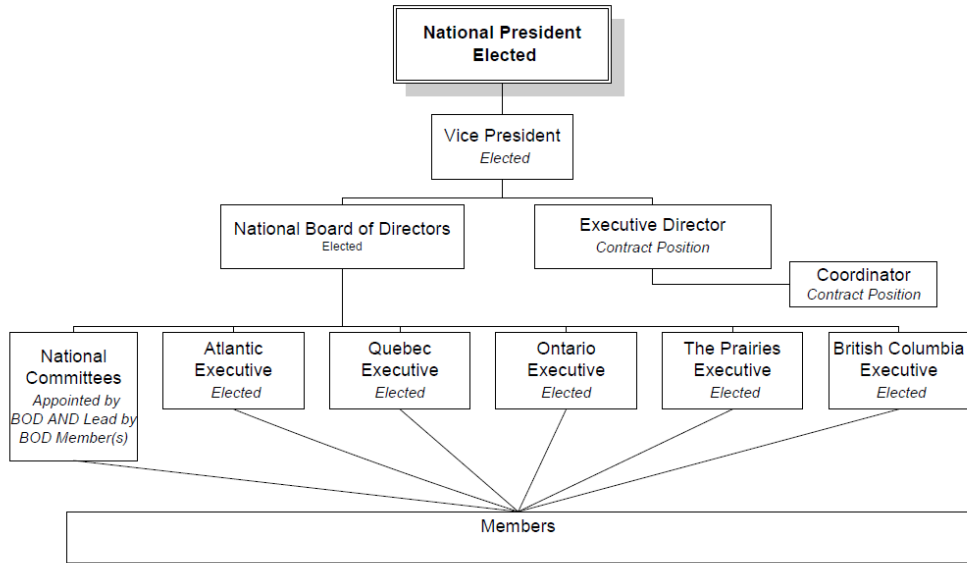 National President
Elected
Vice President
Elected
National Board of Directors
Elected
Executive Director
Contract Position
Coordinator
Contract Position
National
Committees
Appointed by
BOD AND Lead by
BOD Member(s)
Atlantic
Executive
Elected
Quebec
Executive
Elected
Ontario
Executive
Elected
The Prairies
Executive
Elected
British Columbia
Executive
Elected
Members